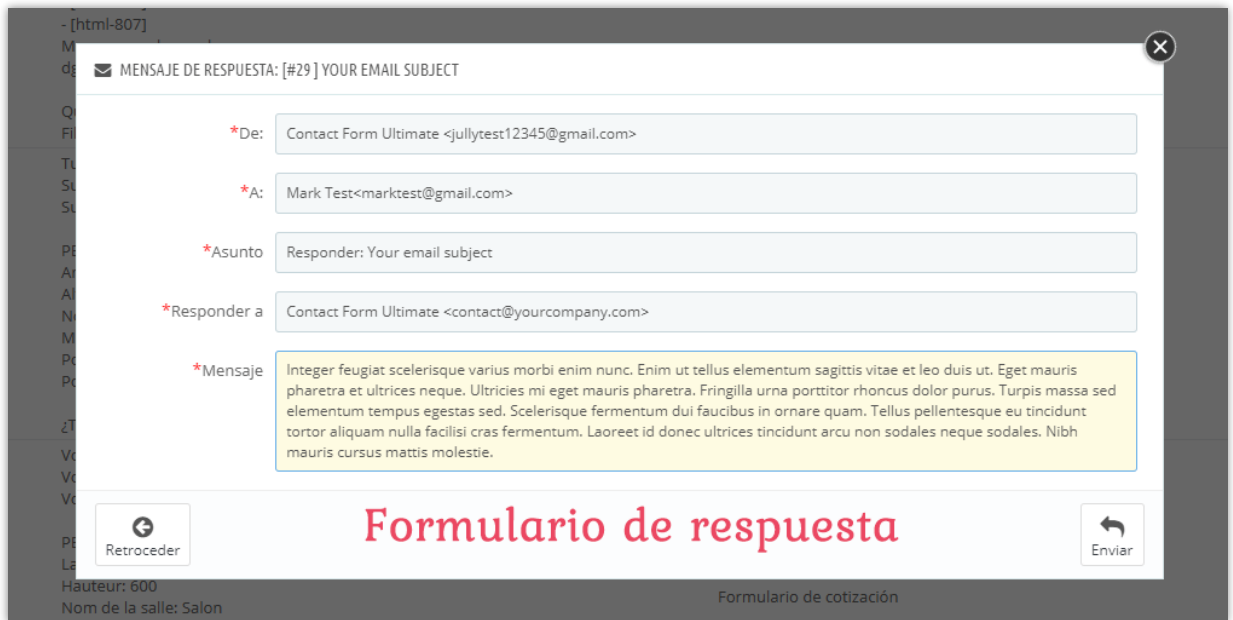 - [html-807]
MENSAJE DE RESPUESTA: [#29 ] YOUR EMAIL SUBJECT
*De: Contact Form Ultimate <jullytest12345@gmail.com>
*A: Mark Test<marktest@gmail.com>
*Asunto Responder: Your email subject
*Responder a Contact Form Ultimate <contact@yourcompany.com>
*Mensaje Integer feugiat scelerisque varius morbi enim nunc. Enim ut tellus elementum sagittis vitae et leo duis ut. Eget mauris
pharetra et ultrices neque. Ultricies mi eget mauris pharetra. Fringilla urna porttitor rhoncus dolor purus. Turpis massa sed
elementum tempus egestas sed. Scelerisque fermentum dui faucibus in ornare quam. Tellus pellentesque eu tincidunt
tortor aliquam nulla facilisi cras fermentum. Laoreet id donec ultrices tincidunt arcu non sodales neque sodales. Nibh
mauris cursus mattis molestie.
Formulario de respuesta
Retroceder
Enviar
Hauteur: 600
Nom de la salle: Salon
Formulario de cotización